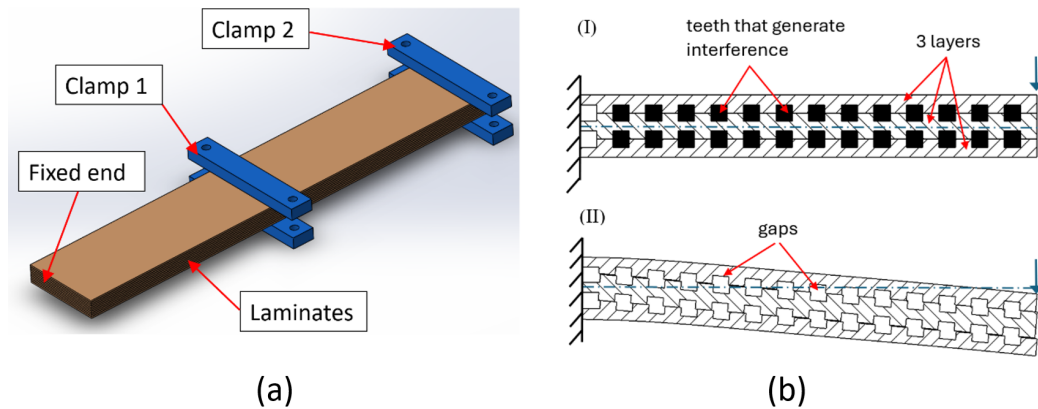 Clamp 2
Clamp 1
Fixed end
Laminates
(a)
(I)
teeth that generate
interference
3 layers
(II)
gaps
(b)